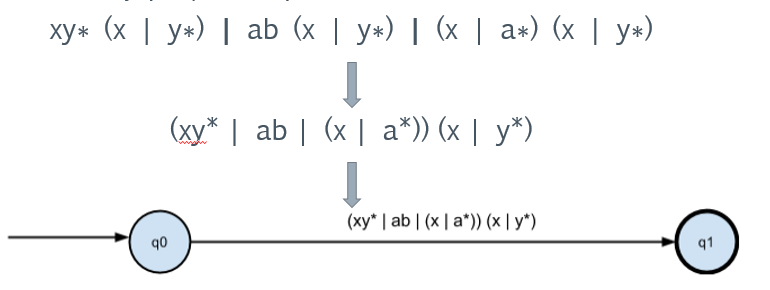 xy* (x | y*) | ab (x | y*) | (x | a*) (x | y*)
(xy* | ab | (x | a*)) (x | y*)
(xy* | ab | (x | a*)) (x | y*)
q0
q1